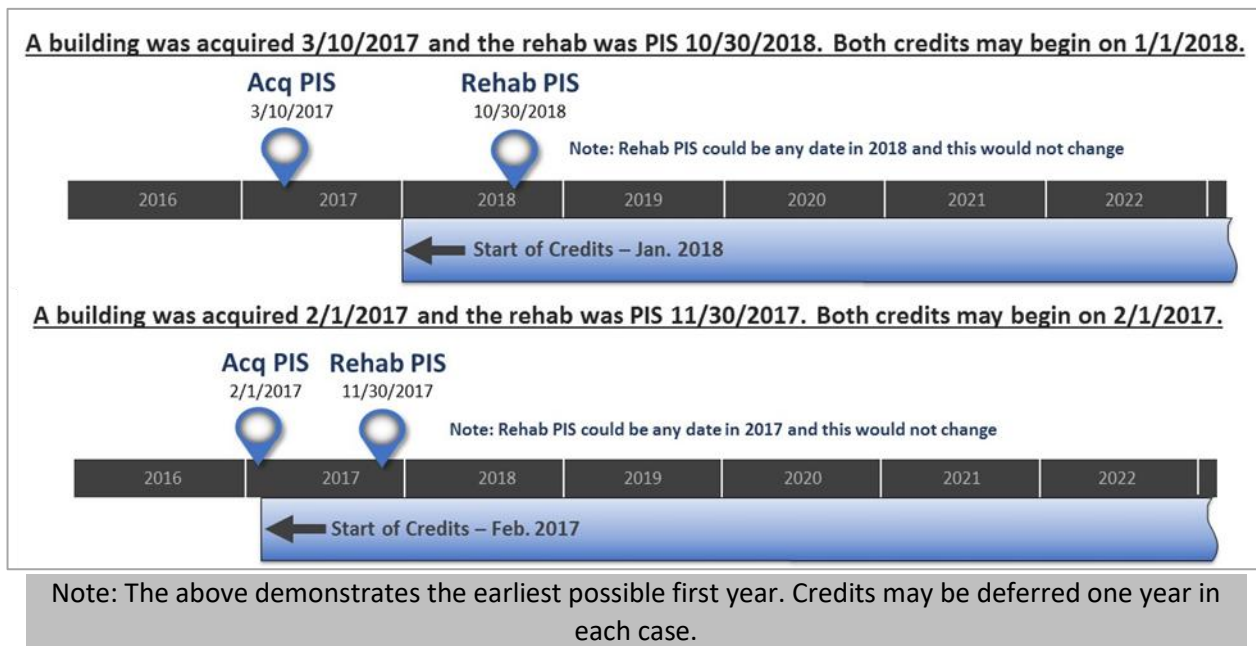 A building was acquired 3/10/2017 and the rehab was PIS 10/30/2018. Both credits may begin on 1/1/2018.
Acq PIS
3/10/2017
Rehab PIS
10/30/2018
Note: Rehab PIS could be any date in 2018 and this would not change
2016 2017 2018 2019 2020 2021 2022
Start of Credits – Jan. 2018
A building was acquired 2/1/2017 and the rehab was PIS 11/30/2017. Both credits may begin on 2/1/2017.
Acq PIS
2/1/2017
Rehab PIS
11/30/2017
Note: Rehab PIS could be any date in 2017 and this would not change
2016 2017 2018 2019 2020 2021 2022
Start of Credits – Feb. 2017
Note: The above demonstrates the earliest possible first year. Credits may be deferred one year in
each case.